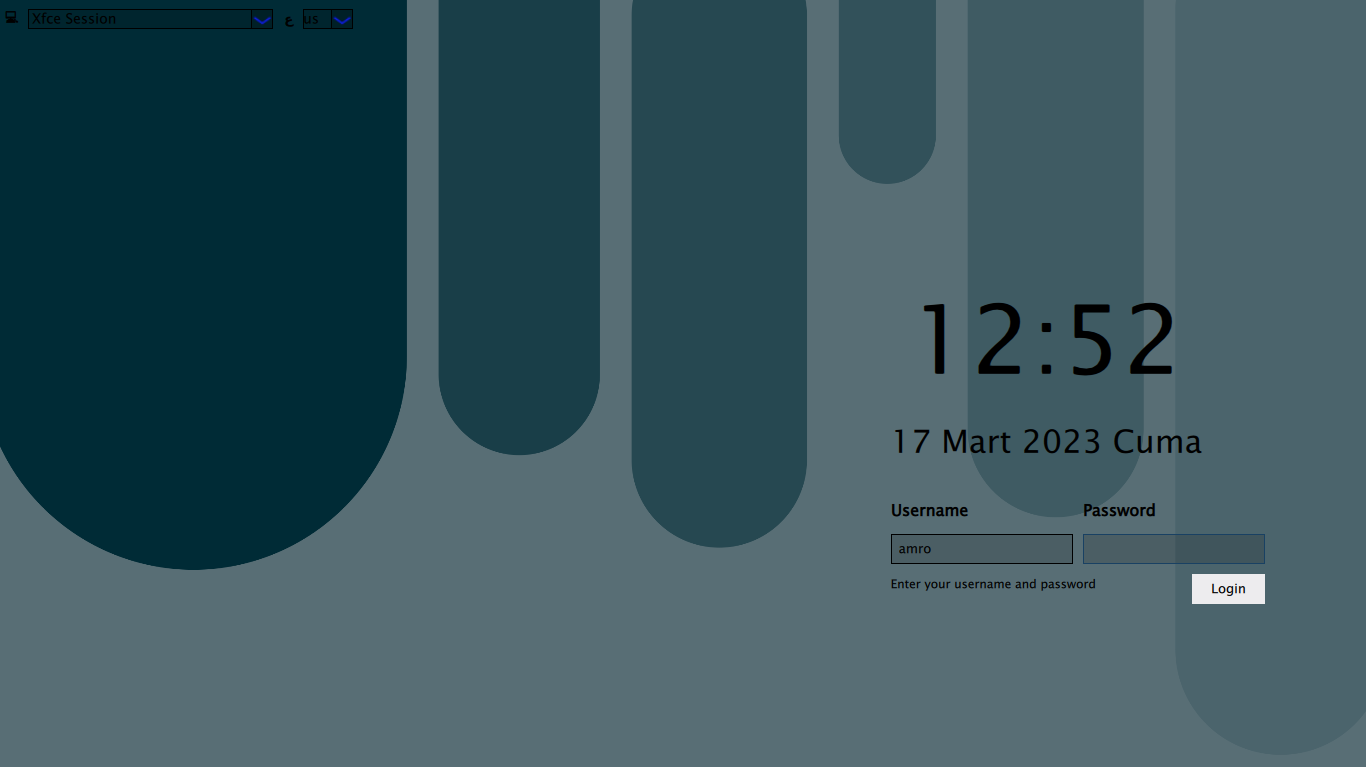 Xfce Session ع us
12:52
17 Mart 2023 Cuma
Username Password
amro
Enter your username and password
Login